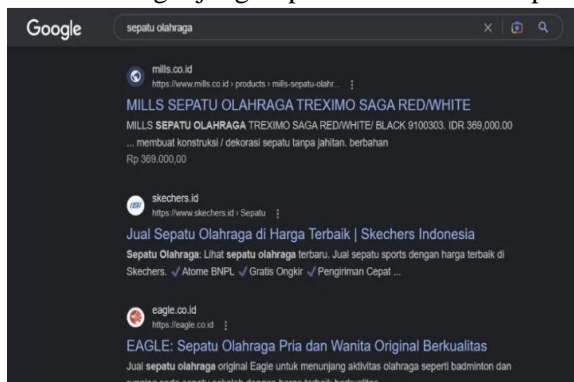 Google
sepatu olahraga
mills.co.id
https://www.mills.co.id › products › mills-sepatu-olahr...
MILLS SEPATU OLAHRAGA TREXIMO SAGA RED/WHITE
MILLS SEPATU OLAHRAGA TREXIMO SAGA RED/WHITE/ BLACK 9100303. IDR 369,000.00
... membuat konstruksi / dekorasi sepatu tanpa jahitan. berbahan
Rp 369.000,00
skechers.id
https://www.skechers.id › Sepatu
Jual Sepatu Olahraga di Harga Terbaik | Skechers Indonesia
Sepatu Olahraga: Lihat sepatu olahraga terbaru. Jual sepatu sports dengan harga terbaik di
Skechers. ✓ Atome BNPL ✓ Gratis Ongkir ✓ Pengiriman Cepat ...
eagle.co.id
https://eagle.co.id
EAGLE: Sepatu Olahraga Pria dan Wanita Original Berkualitas
Jual sepatu olahraga original Eagle untuk menunjang aktivitas olahraga seperti badminton dan